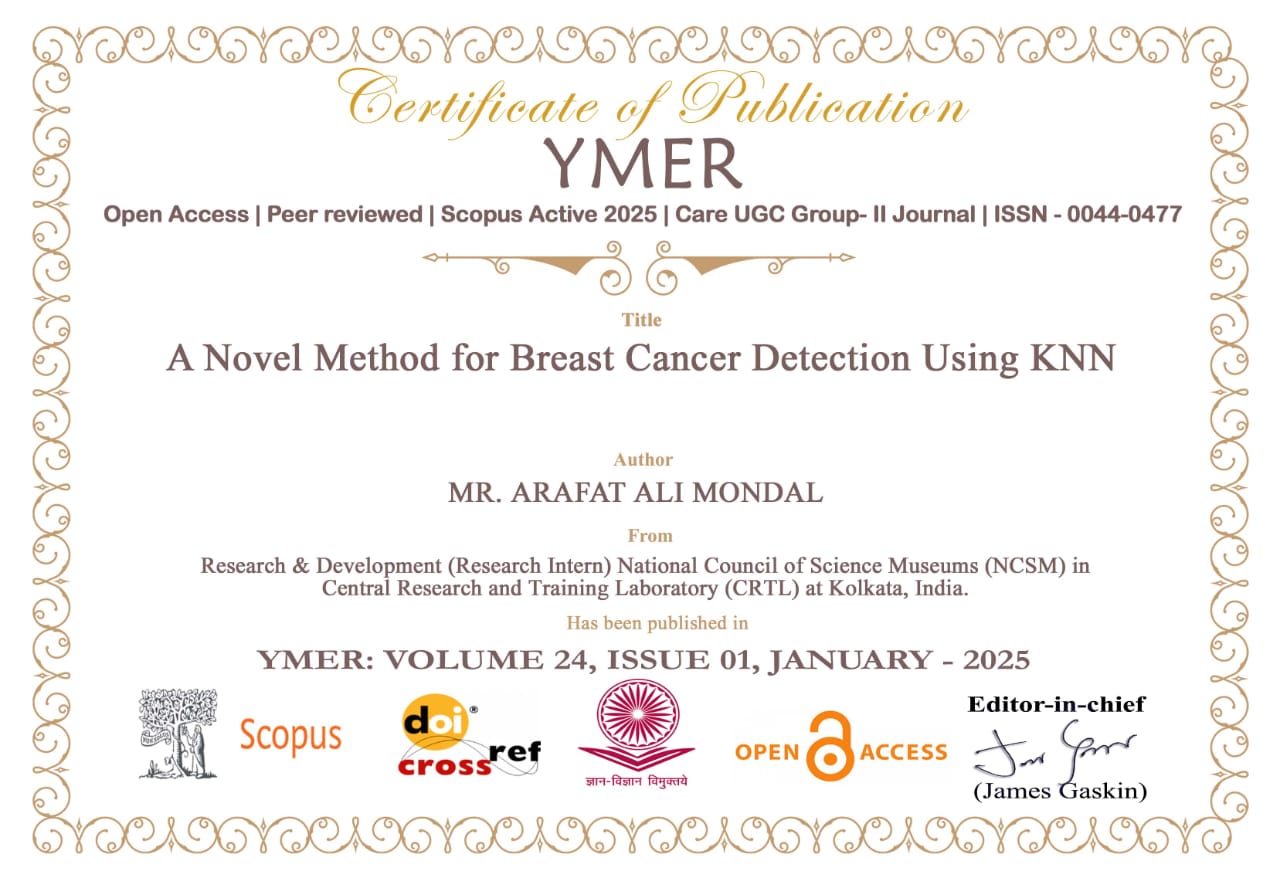 Certificate of Publication
YMER
Open Access | Peer reviewed | Scopus Active 2025 | Care UGC Group- II Journal | ISSN - 0044-0477
Title
A Novel Method for Breast Cancer Detection Using KNN
Author
MR. ARAFAT ALI MONDAL
From
Research & Development (Research Intern) National Council of Science Museums (NCSM) in
Central Research and Training Laboratory (CRTL) at Kolkata, India.
Has been published in
YMER: VOLUME 24, ISSUE 01, JANUARY - 2025
Scopus
doi®
crossref
ज्ञान-विज्ञान विमुक्तये
OPEN ACCESS
Editor-in-chief
(James Gaskin)